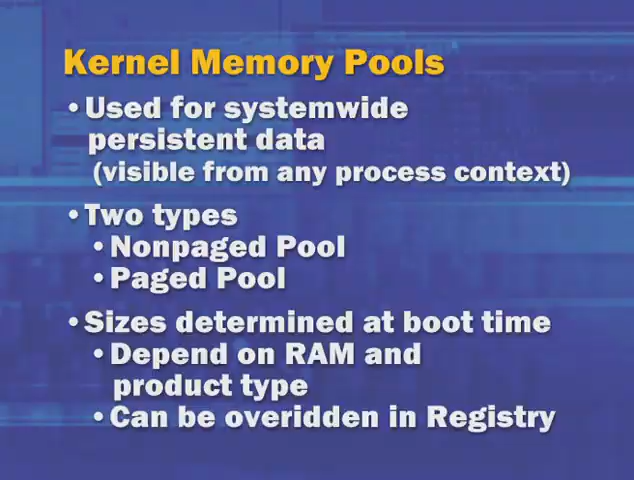 Kernel Memory Pools
• Used for systemwide
persistent data
(visible from any process context)
• Two types
• Nonpaged Pool
• Paged Pool
• Sizes determined at boot time
• Depend on RAM and
product type
• Can be overidden in Registry